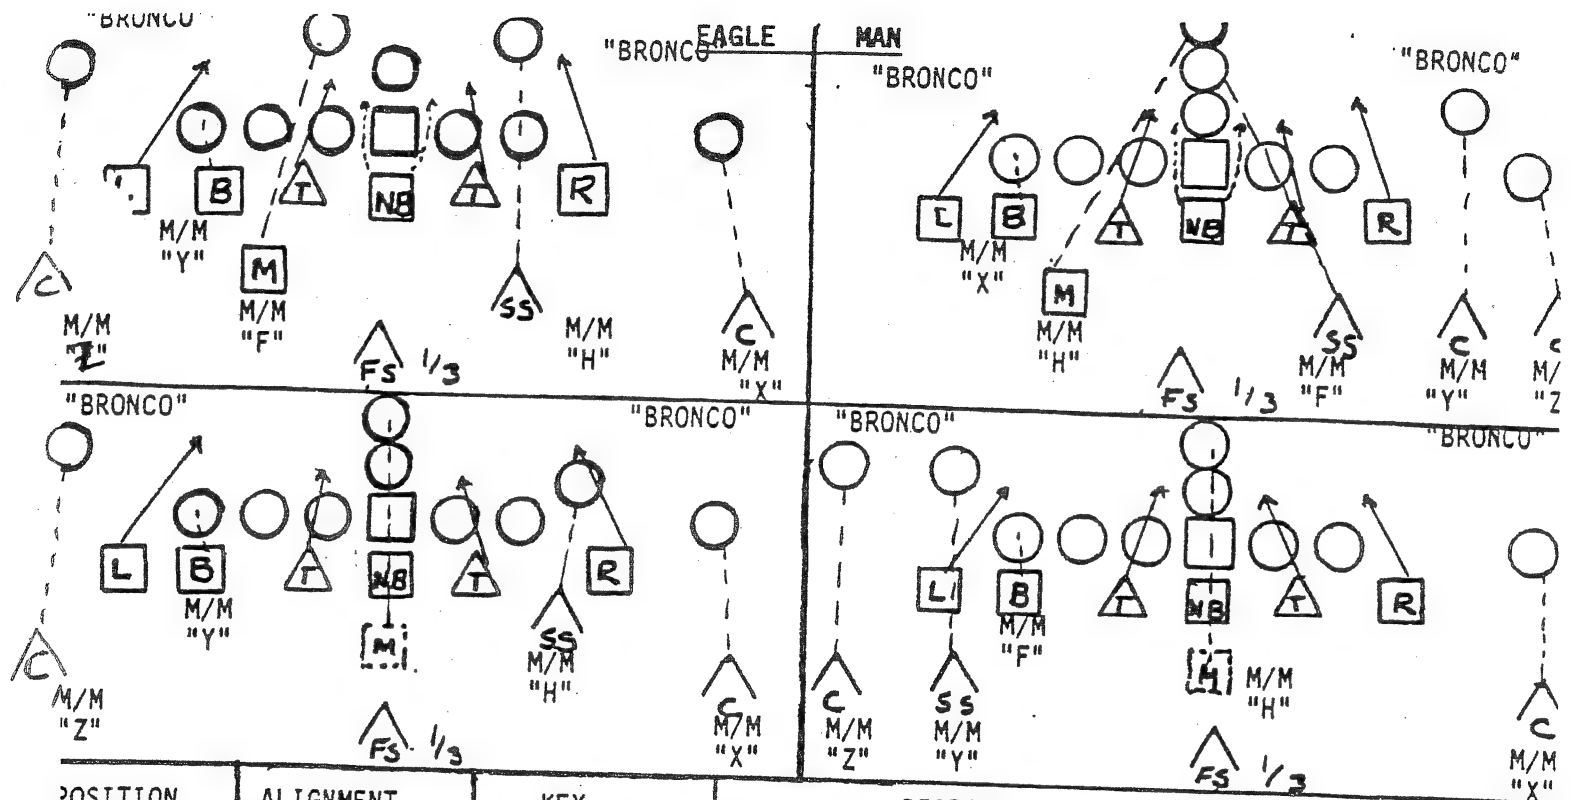 "BRONCO"
"BRONCO"
EAGLE MAN
"BRONCO"
"BRONCO"
B
T
NB
T
R
M/M
"Y"
M
M/M
"F"
SS
M/M
"H"
C
M/M
Z
C
M/M
"X"
FS 1/3
L
B
T
NB
T
R
M/M
"X"
M
M/M
"H"
SS
M/M
"F"
C
M/M
"Y"
C
M/
"Z
FS 1/3
"BRONCO"
"BRONCO"
L
B
T
NB
T
R
M/M
"Y"
M
SS
M/M
"H"
C
M/M
"Z"
C
M/M
"X"
FS 1/3
"BRONCO"
"BRONCO"
L
B
T
NB
T
R
M/M
"F"
M
M/M
"H"
C
M/M
"Z"
SS
M/M
"Y"
C
M/M
"X"
FS 1/3
POSITION ALIGNMENT KEY